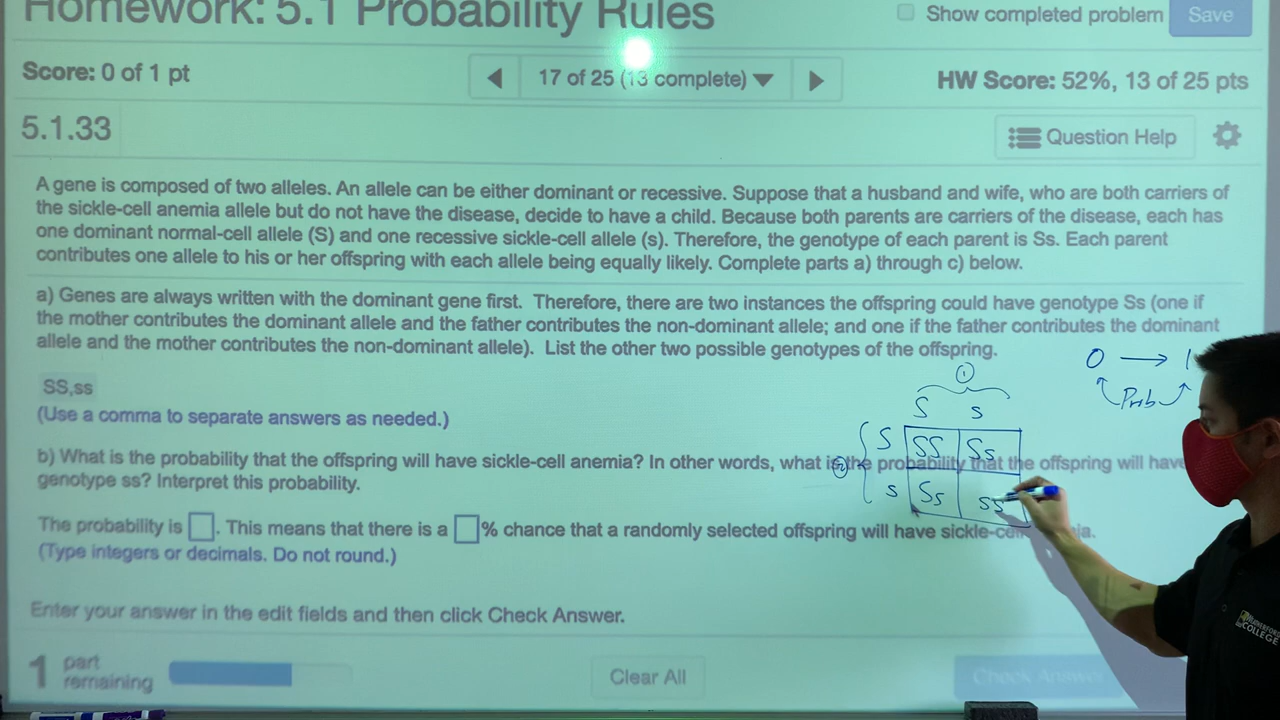 Homework: 5.1 Probability Rules
Show completed problem
Save
Score: 0 of 1 pt
17 of 25 (13 complete)
HW Score: 52%, 13 of 25 pts
5.1.33
Question Help
A gene is composed of two alleles. An allele can be either dominant or recessive. Suppose that a husband and wife, who are both carriers of
the sickle-cell anemia allele but do not have the disease, decide to have a child. Because both parents are carriers of the disease, each has
one dominant normal-cell allele (S) and one recessive sickle-cell allele (s). Therefore, the genotype of each parent is Ss. Each parent
contributes one allele to his or her offspring with each allele being equally likely. Complete parts a) through c) below.
a) Genes are always written with the dominant gene first. Therefore, there are two instances the offspring could have genotype Ss (one if
the mother contributes the dominant allele and the father contributes the non-dominant allele; and one if the father contributes the dominant
allele and the mother contributes the non-dominant allele). List the other two possible genotypes of the offspring.
0 → 1
Prob
1
S s
SS,ss
(Use a comma to separate answers as needed.)
S SS Ss
2
b) What is the probability that the offspring will have sickle-cell anemia? In other words, what is the probability that the offspring will have
genotype ss? Interpret this probability.
s Ss ss
The probability is . This means that there is a % chance that a randomly selected offspring will have
(Type integers or decimals. Do not round.)
Enter your answer in the edit fields and then click Check Answer.
1 part
remaining
Clear All
Check Answer
COLLEGE